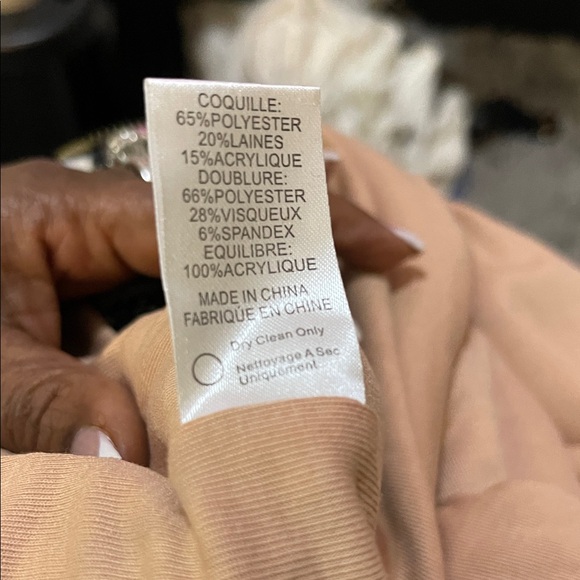 COQUILLE:
65%POLYESTER
20%LAINES
15%ACRYLIQUE
DOUBLURE:
66%POLYESTER
28%VISQUEUX
6%SPANDEX
EQUILIBRE:
100%ACRYLIQUE
MADE IN CHINA
FABRIQUÉ EN CHINE
Dry Clean Only
Nettoyage A Sec
Uniquement